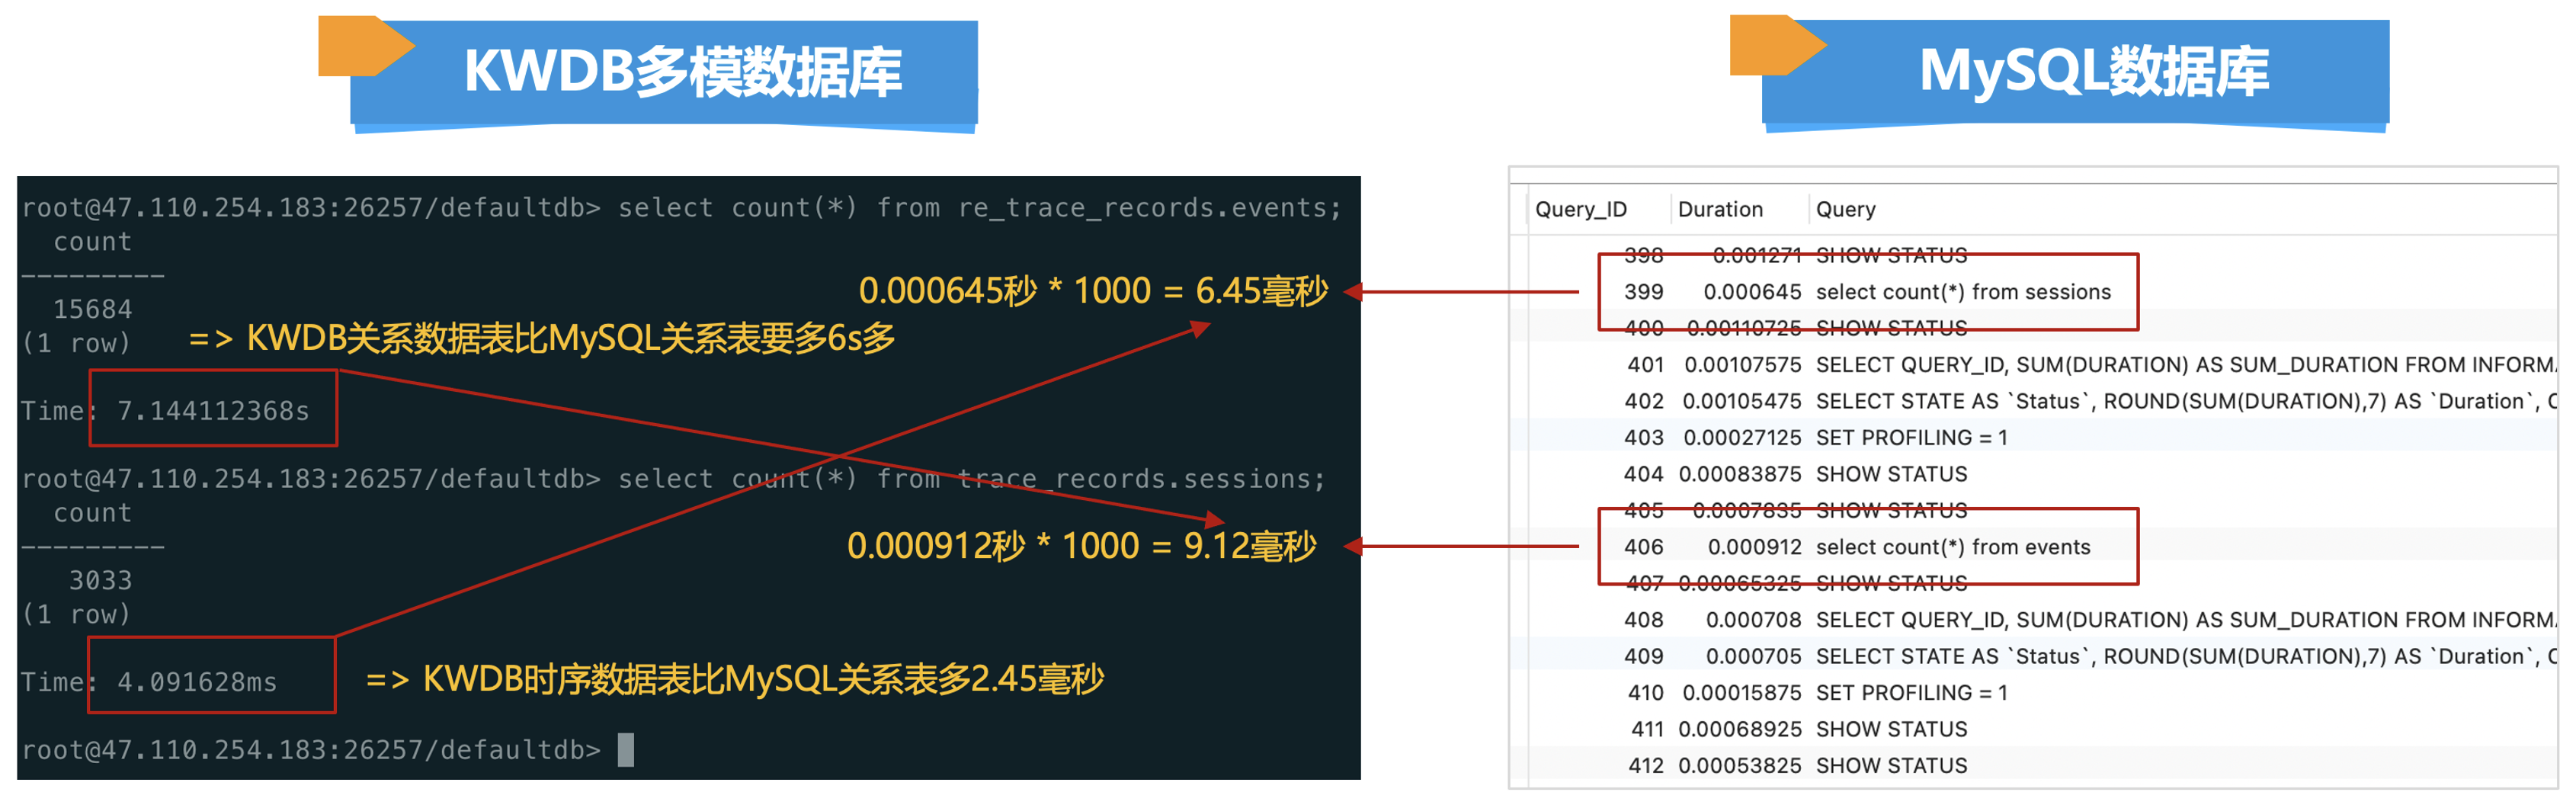 KWDB多模数据库
root@47.110.254.183:26257/defaultdb> select count(*) from re_trace_records.events;
count
---------
15684
(1 row)
=> KWDB关系数据表比MySQL关系表要多6s多
Time: 7.144112368s
root@47.110.254.183:26257/defaultdb> select count(*) from trace_records.sessions;
count
---------
3033
(1 row)
Time: 4.091628ms
=> KWDB时序数据表比MySQL关系表多2.45毫秒
root@47.110.254.183:26257/defaultdb>
0.000645秒 * 1000 = 6.45毫秒
0.000912秒 * 1000 = 9.12毫秒
MySQL数据库
Query_ID Duration Query
398 0.001271 SHOW STATUS
399 0.000645 select count(*) from sessions
400 0.00110725 SHOW STATUS
401 0.00107575 SELECT QUERY_ID, SUM(DURATION) AS SUM_DURATION FROM INFORM
402 0.00105475 SELECT STATE AS `Status`, ROUND(SUM(DURATION),7) AS `Duration`, C
403 0.00027125 SET PROFILING = 1
404 0.00083875 SHOW STATUS
405 0.0007835 SHOW STATUS
406 0.000912 select count(*) from events
407 0.00065325 SHOW STATUS
408 0.000708 SELECT QUERY_ID, SUM(DURATION) AS SUM_DURATION FROM INFORM
409 0.000705 SELECT STATE AS `Status`, ROUND(SUM(DURATION),7) AS `Duration`, C
410 0.00015875 SET PROFILING = 1
411 0.00068925 SHOW STATUS
412 0.00053825 SHOW STATUS